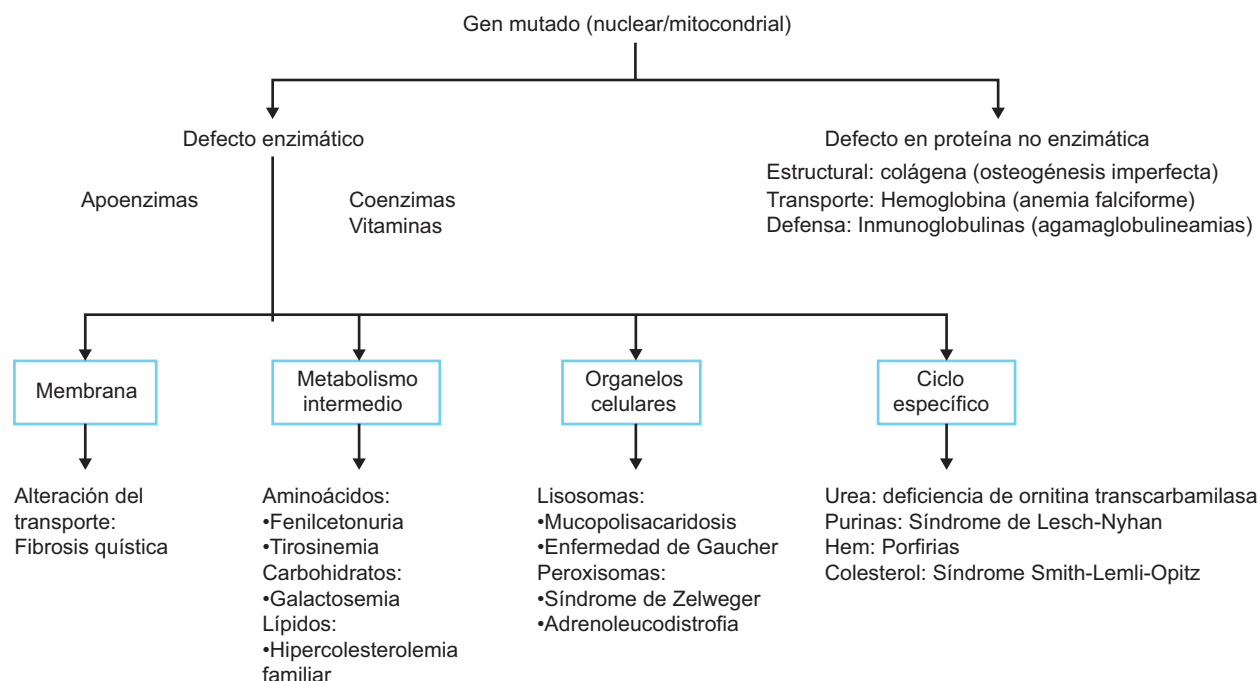 Gen mutado (nuclear/mitocondrial)
Defecto enzimático
Apoenzimas
Coenzimas
Vitaminas
Defecto en proteína no enzimática
Estructural: colágena (osteogénesis imperfecta)
Transporte: Hemoglobina (anemia falciforme)
Defensa: Inmunoglobulinas (agamaglobulineamias)
Membrana
Alteración del
transporte:
Fibrosis quística
Metabolismo
intermedio
Aminoácidos:
•Fenilcetonuria
•Tirosinemia
Carbohidratos:
•Galactosemia
Lípidos:
•Hipercolesterolemia
familiar
Organelos
celulares
Lisosomas:
•Mucopolisacaridosis
•Enfermedad de Gaucher
Peroxisomas:
•Síndrome de Zelweger
•Adrenoleucodistrofia
Ciclo
específico
Urea: deficiencia de ornitina transcarbamilasa
Purinas: Síndrome de Lesch-Nyhan
Hem: Porfirias
Colesterol: Síndrome Smith-Lemli-Opitz